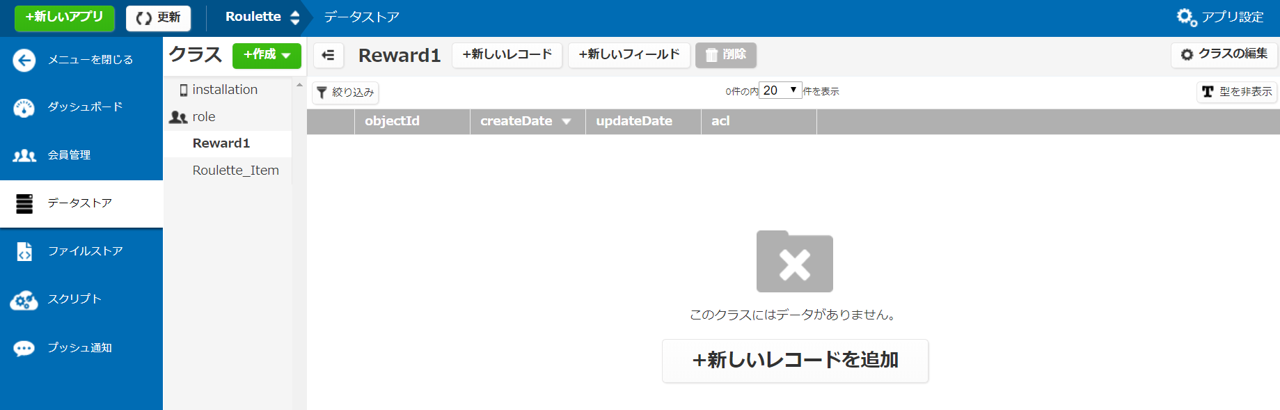 +新しいアプリ
更新
Roulette
データストア
アプリ設定
メニューを閉じる
ダッシュボード
会員管理
データストア
ファイルストア
スクリプト
プッシュ通知
クラス
+作成
installation
role
Reward1
Roulette_Item
Reward1
+新しいレコード
+新しいフィールド
削除
クラスの編集
絞り込み
0件の内 20 件を表示
T 型を非表示
objectId createDate updateDate acl
このクラスにはデータがありません。
+新しいレコードを追加